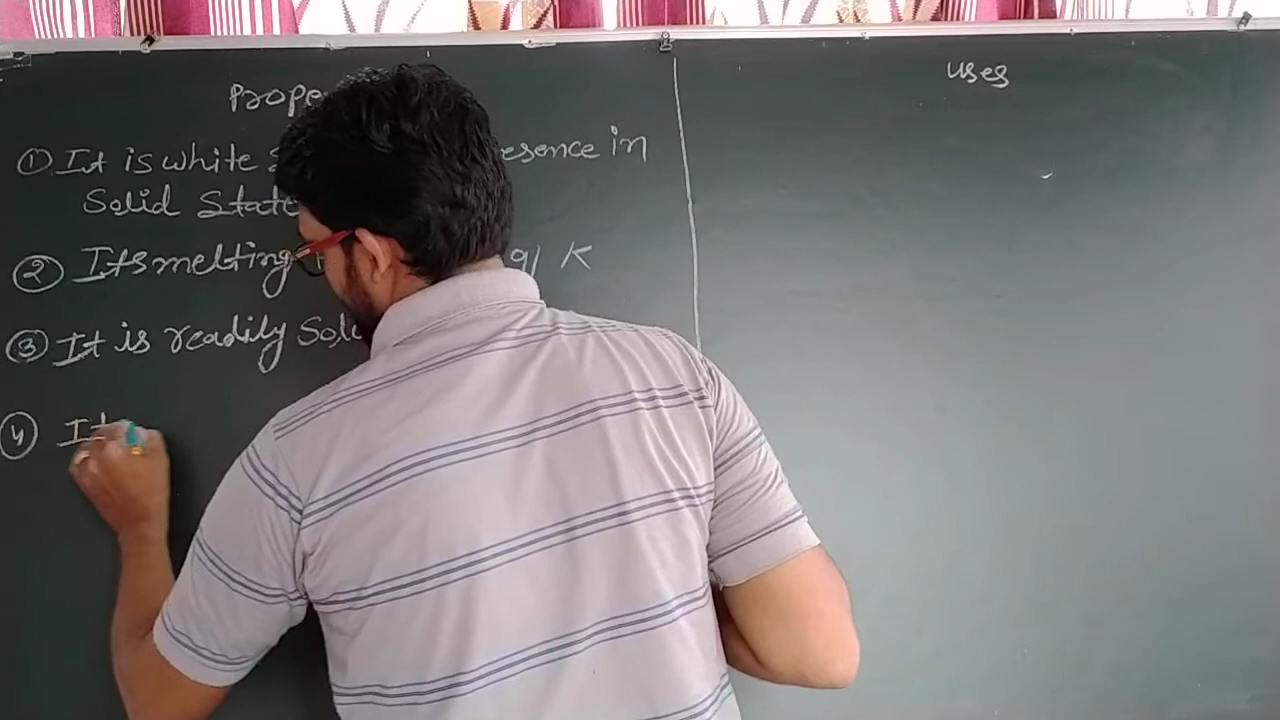 Prope
① It is white esence in
Solid State
② Its melting 91 K
③ It is readily Solu
④ It
uses